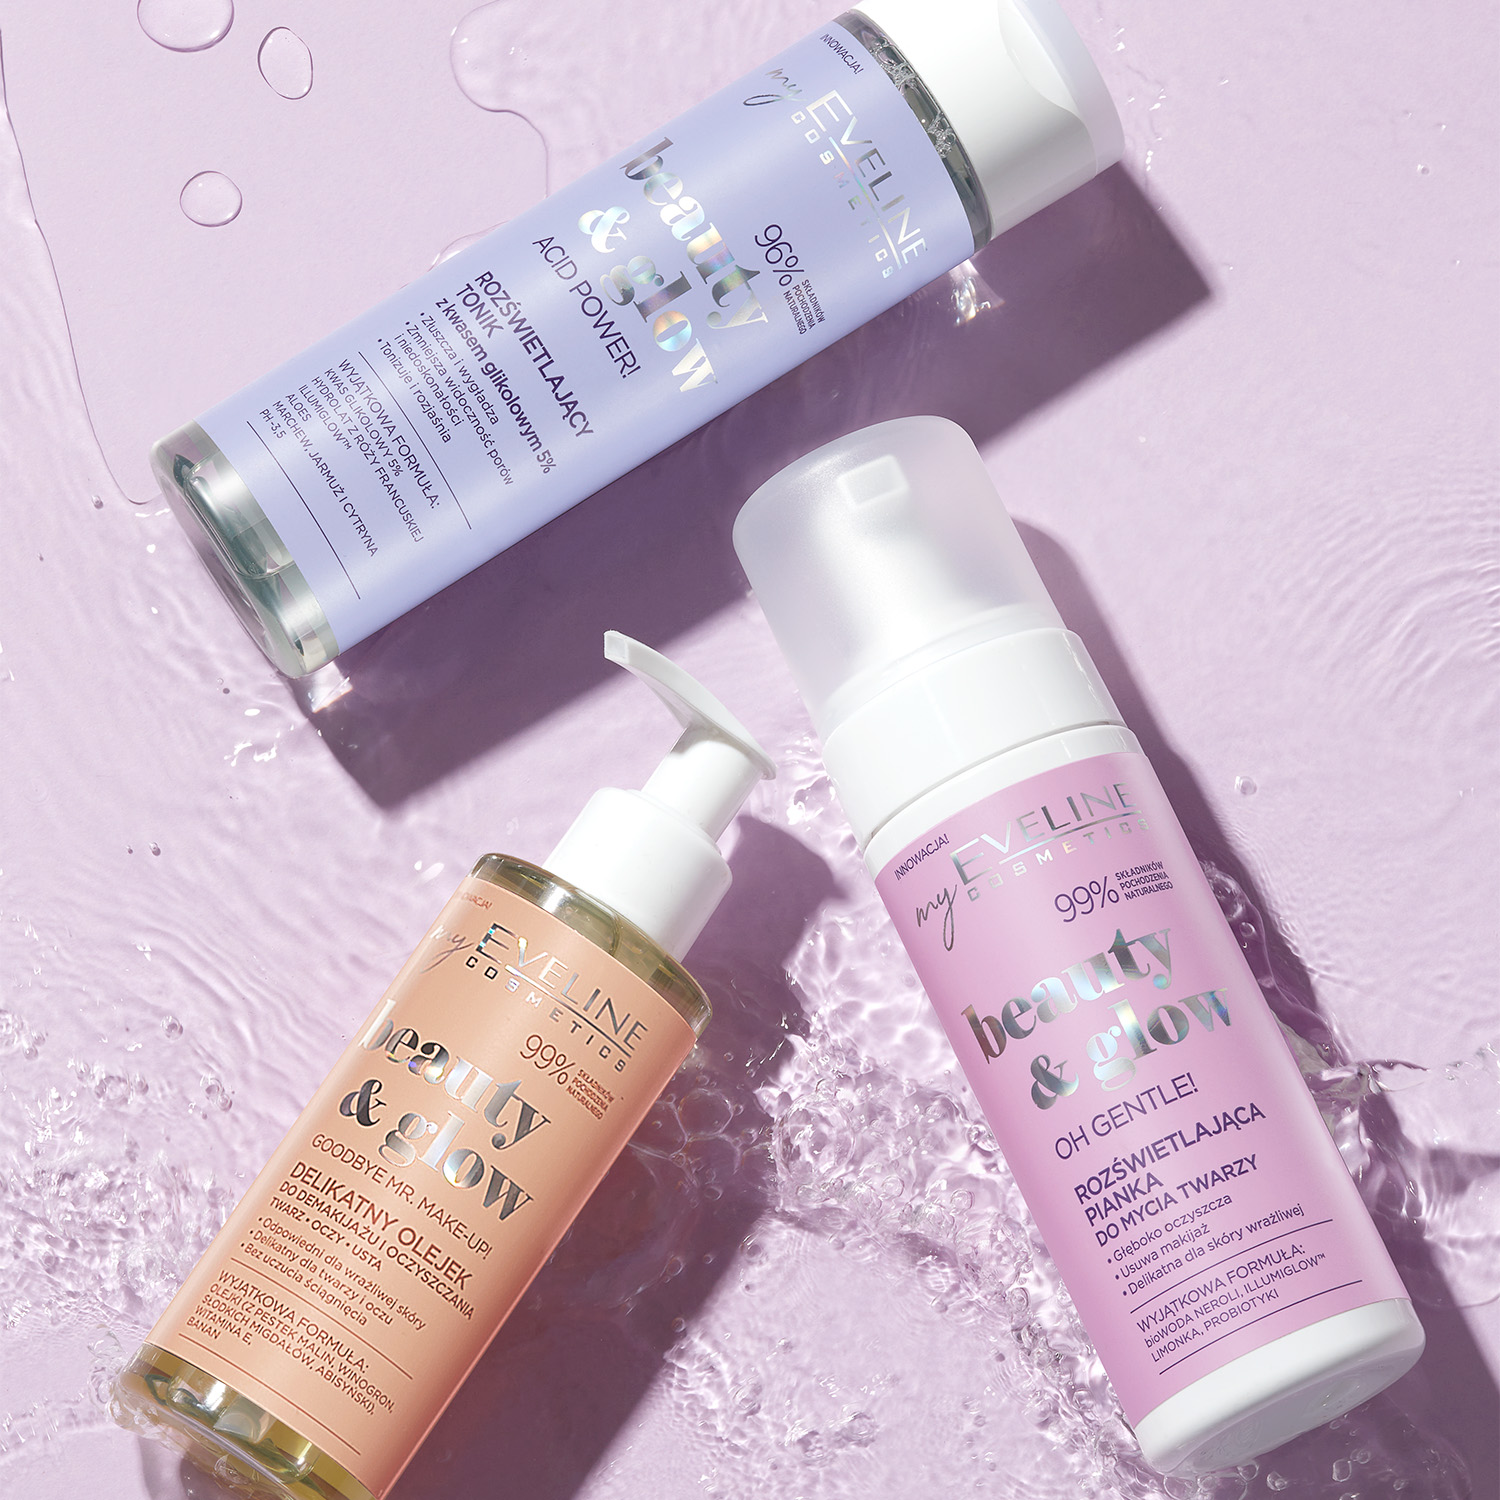 INNOWACJA!
my EVELINE
COSMETICS
96% SKŁADNIKÓW
POCHODZENIA
NATURALNEGO
beauty
& glow
ACID POWER!
ROZŚWIETLAJĄCY
TONIK
z kwasem glikolowym 5%
• Złuszcza i wygładza
• Zmniejsza widoczność porów
i niedoskonałości
• Tonizuje i rozjaśnia
WYJĄTKOWA FORMUŁA:
KWAS GLIKOLOWY 5%
HYDROLAT Z RÓŻY FRANCUSKIEJ
ILLUMIGLOW™
ALOES
MARCHEW, JARMUŻ I CYTRYNA
PH-3,5
INNOWACJA!
my EVELINE
COSMETICS
99% SKŁADNIKÓW
POCHODZENIA
NATURALNEGO
beauty
& glow
OH GENTLE!
ROZŚWIETLAJĄCA
PIANKA
DO MYCIA TWARZY
• Głęboko oczyszcza
• Usuwa makijaż
• Delikatna dla skóry wrażliwej
WYJĄTKOWA FORMUŁA:
bioWODA NEROLI, ILLUMIGLOW™
LIMONKA, PROBIOTYKI
my EVELINE
COSMETICS
99% SKŁADNIKÓW
POCHODZENIA
NATURALNEGO
beauty
& glow
GOODBYE MR. MAKE-UP!
DELIKATNY OLEJEK
DO DEMAKIJAŻU I OCZYSZCZANIA
TWARZ • OCZY • USTA
• Odpowiedni dla wrażliwej skóry
• Delikatny dla twarzy i oczu
• Bez uczucia ściągnięcia
WYJĄTKOWA FORMUŁA:
OLEJKI (Z PESTEK MALIN, WINOGRON,
SŁODKICH MIGDAŁÓW, ABISYŃSKI),
WITAMINA E,
BANAN